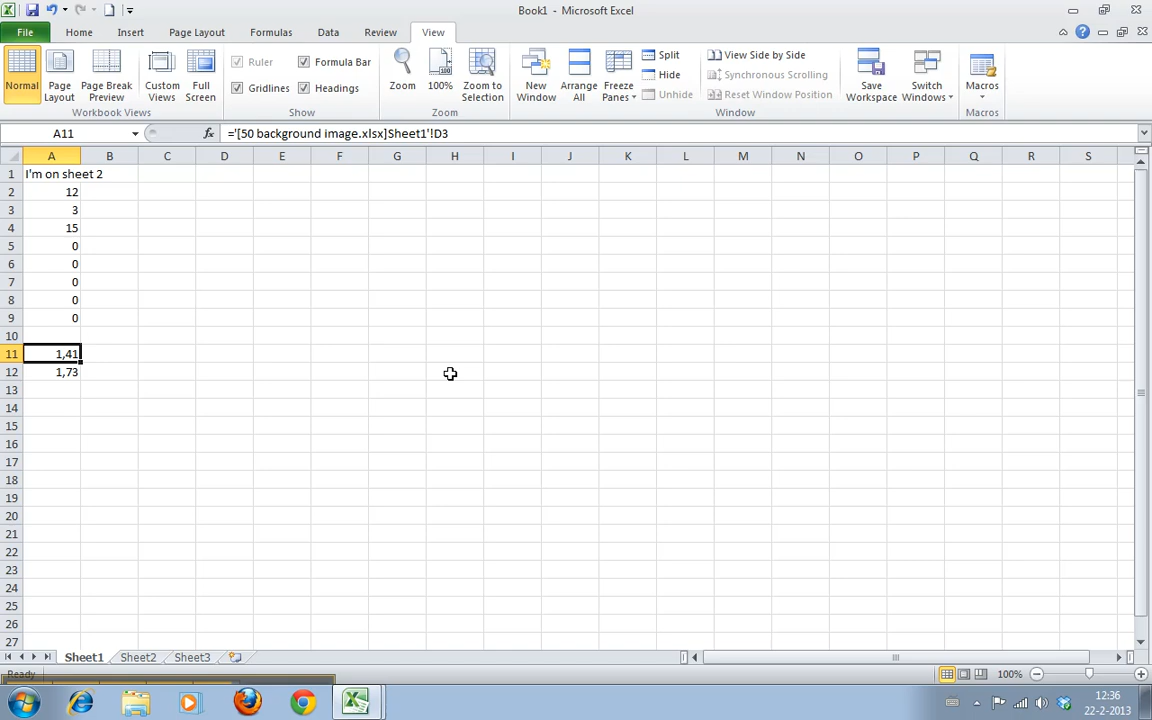 Book1 - Microsoft Excel
File Home Insert Page Layout Formulas Data Review View
Normal
Page Layout
Page Break Preview
Custom Views
Full Screen
Workbook Views
Ruler
Formula Bar
Gridlines
Headings
Show
Zoom
100%
Zoom to Selection
Zoom
New Window
Arrange All
Freeze Panes
Split
Hide
Unhide
View Side by Side
Synchronous Scrolling
Reset Window Position
Window
Save Workspace
Switch Windows
Macros
Macros
A11 fx ='[50 background image.xlsx]Sheet1'!D3
A B C D E F G H I J K L M N O P Q R S
1 I'm on sheet 2
2 12
3 3
4 15
5 0
6 0
7 0
8 0
9 0
10
11 1,41
12 1,73
13
14
15
16
17
18
19
20
21
22
23
24
25
26
27
Sheet1 Sheet2 Sheet3
Ready 100%
12:36
22-2-2013